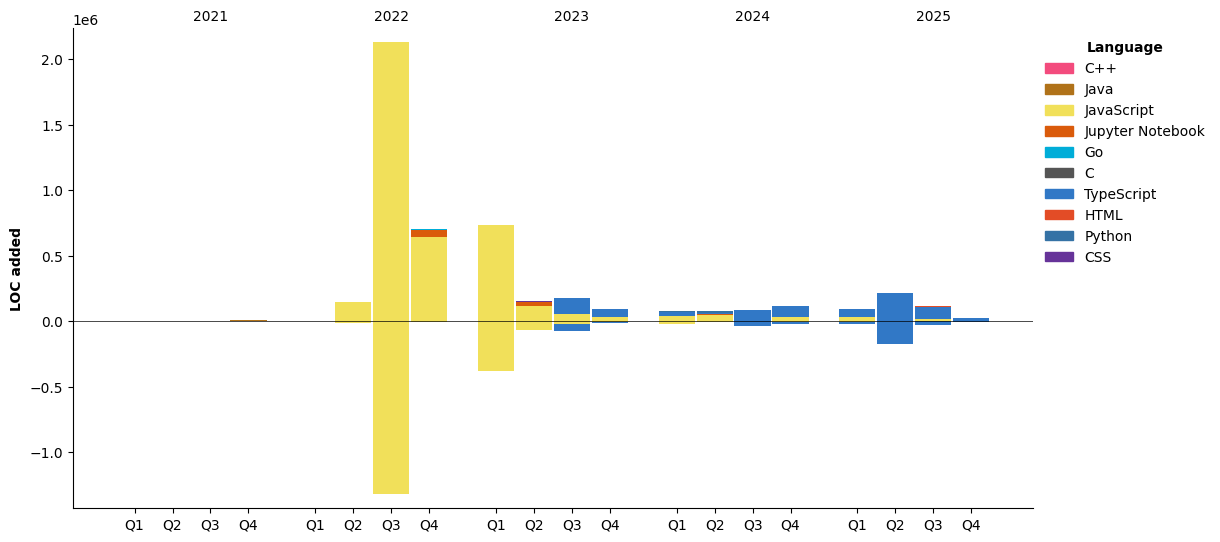 1e6
2021 2022 2023 2024 2025
2.0
1.5
1.0
0.5
0.0
−0.5
−1.0
LOC added
Q1 Q2 Q3 Q4 Q1 Q2 Q3 Q4 Q1 Q2 Q3 Q4 Q1 Q2 Q3 Q4 Q1 Q2 Q3 Q4
Language
C++
Java
JavaScript
Jupyter Notebook
Go
C
TypeScript
HTML
Python
CSS